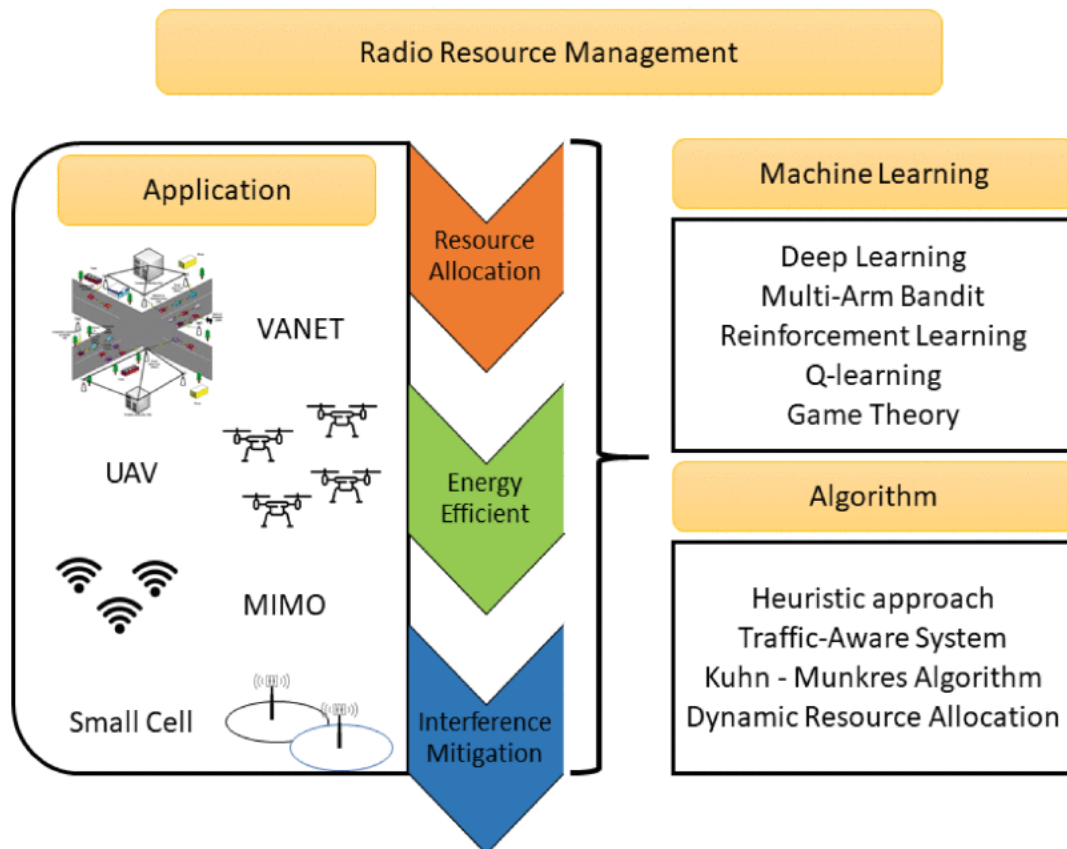 Radio Resource Management
Application
VANET
UAV
MIMO
Small Cell
Resource
Allocation
Energy
Efficient
Interference
Mitigation
Machine Learning
Deep Learning
Multi-Arm Bandit
Reinforcement Learning
Q-learning
Game Theory
Algorithm
Heuristic approach
Traffic-Aware System
Kuhn - Munkres Algorithm
Dynamic Resource Allocation